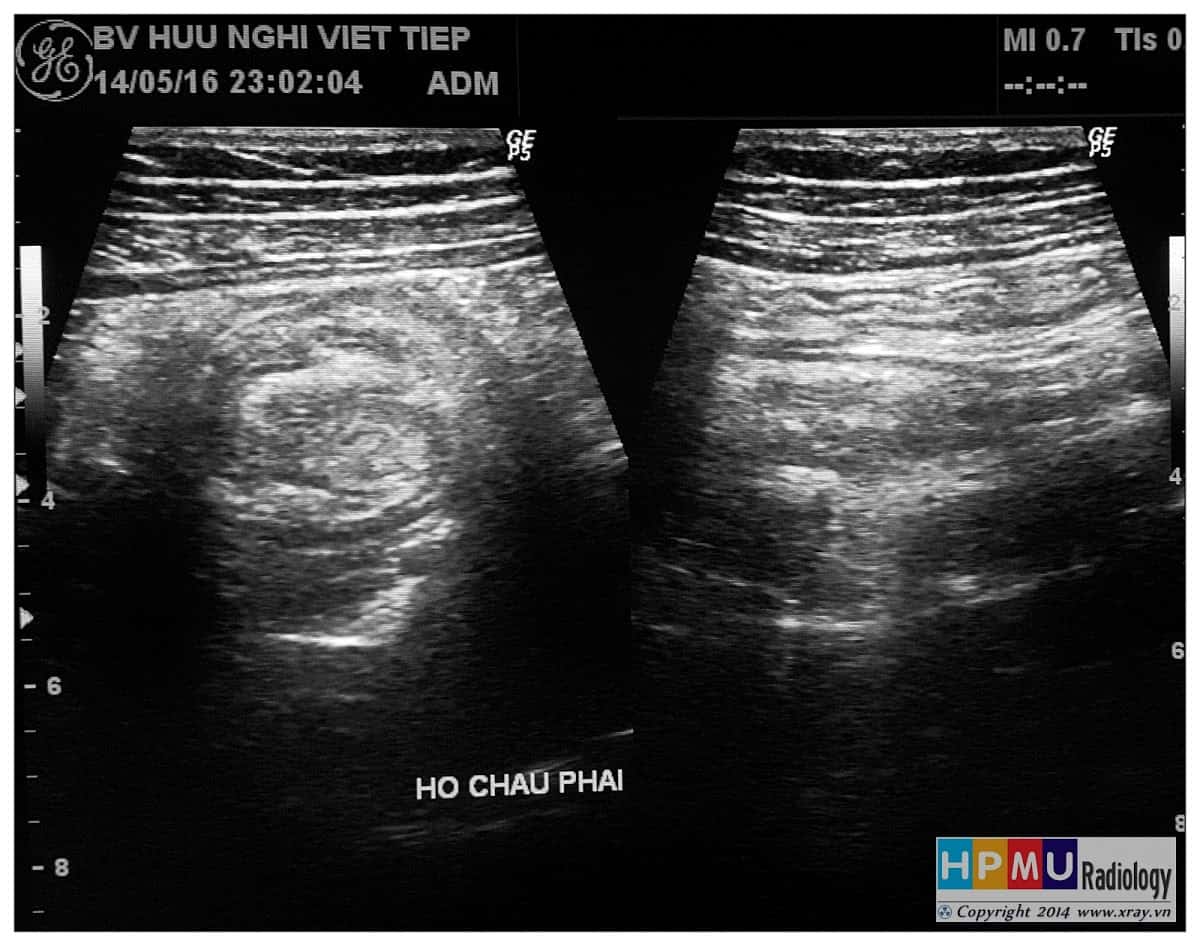 GE
BV HUU NGHI VIET TIEP
MI 0.7 TIs 0
14/05/16 23:02:04 ADM
--:--:--
GE
P5
GE
P5
2
2
4
4
6
6
HO CHAU PHAI
8
8
HPMU Radiology
Copyright 2014 www.xray.vn